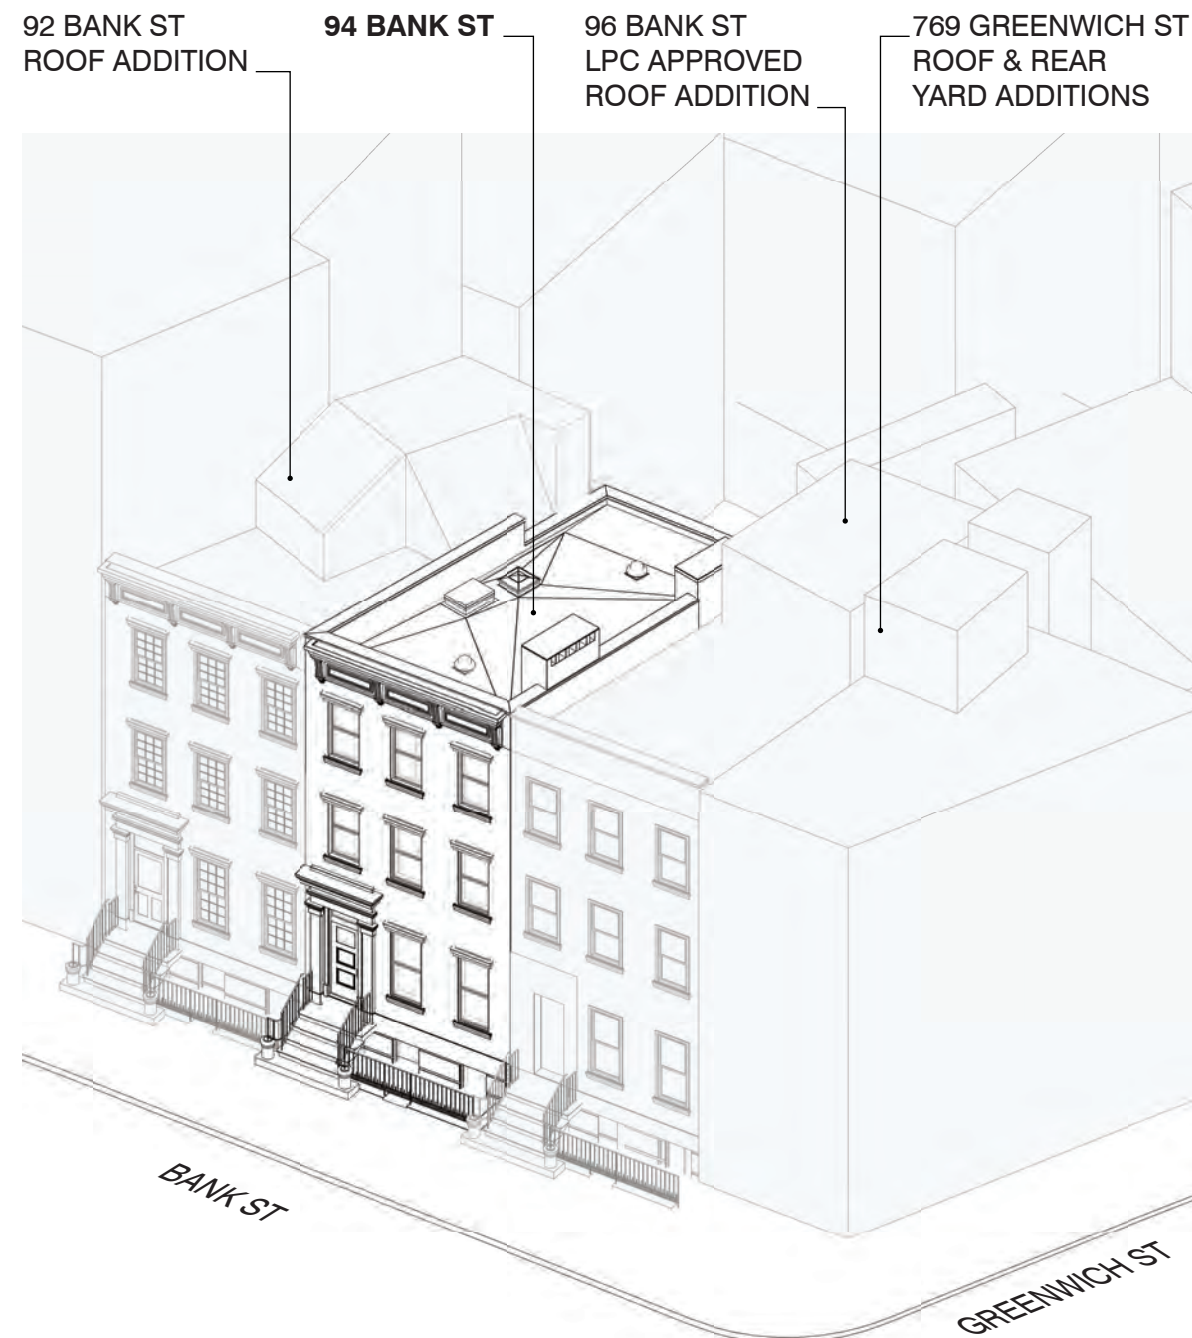 92 BANK ST
ROOF ADDITION
94 BANK ST
96 BANK ST
LPC APPROVED
ROOF ADDITION
769 GREENWICH ST
ROOF & REAR
YARD ADDITIONS
BANK ST
GREENWICH ST